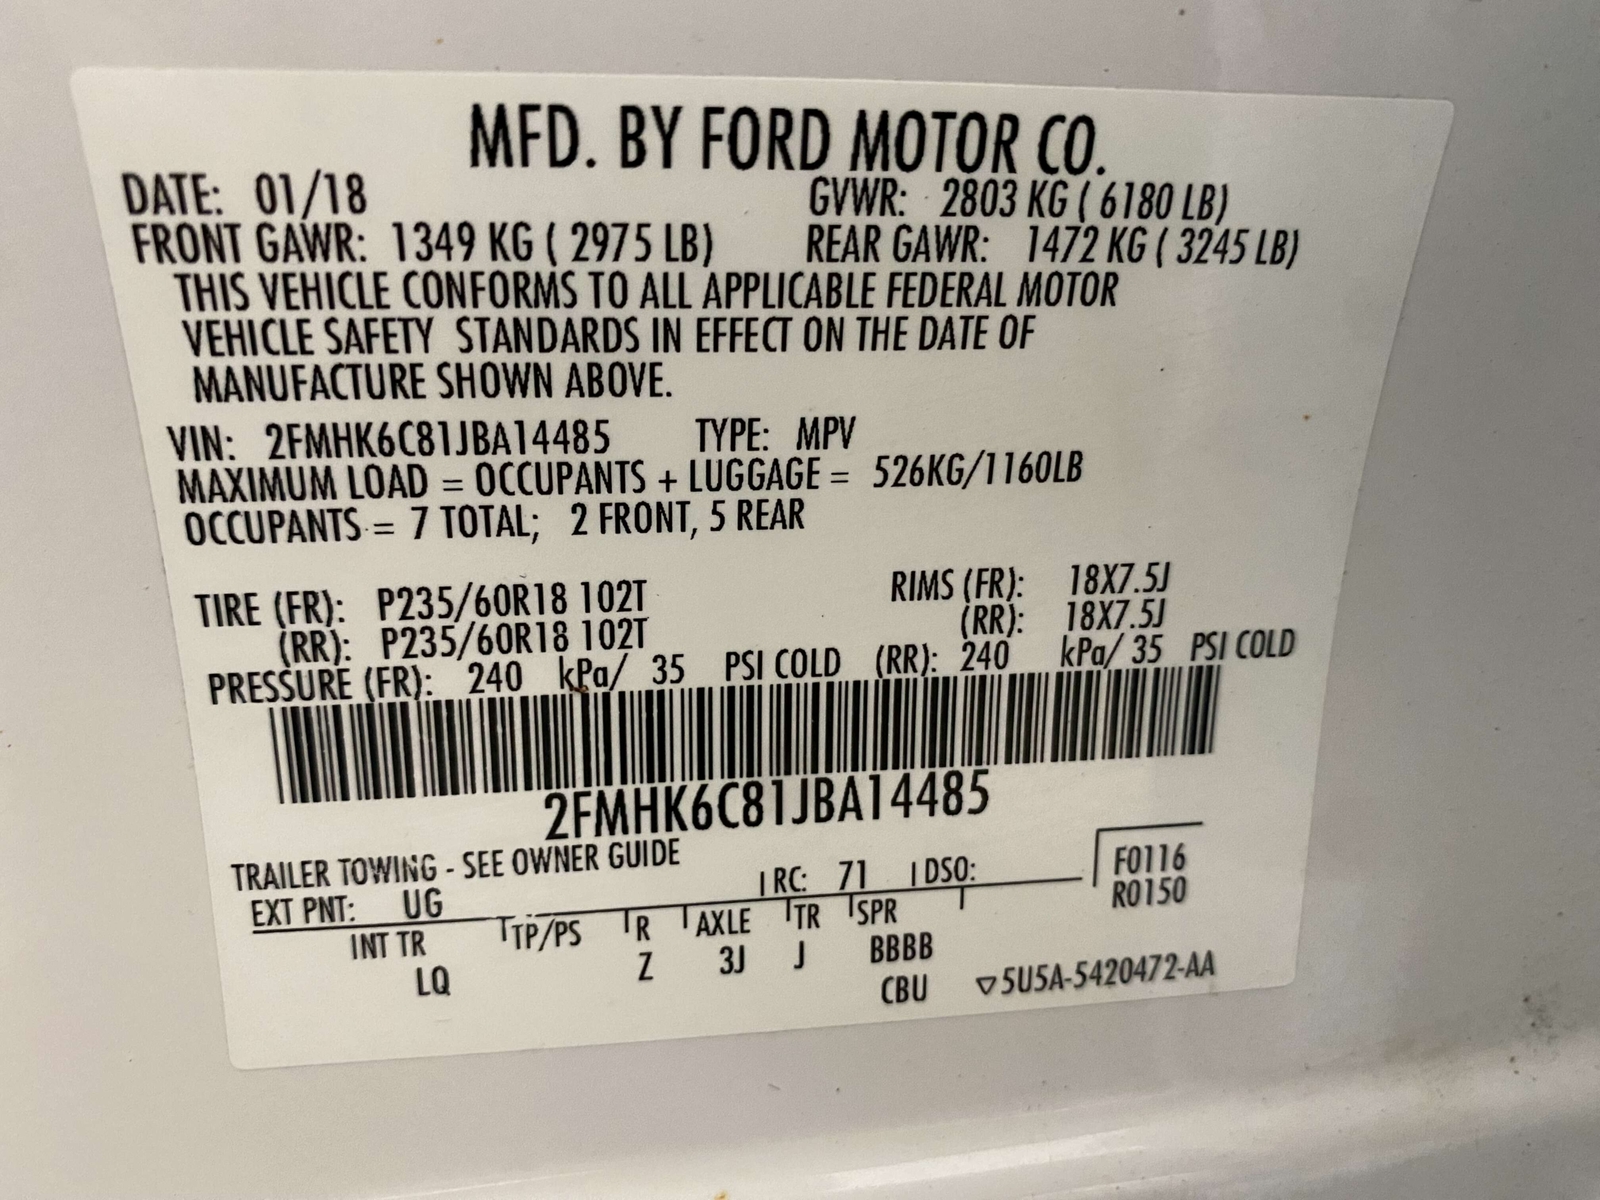 MFD. BY FORD MOTOR CO.
DATE: 01/18 GVWR: 2803 KG ( 6180 LB)
FRONT GAWR: 1349 KG ( 2975 LB) REAR GAWR: 1472 KG ( 3245 LB)
THIS VEHICLE CONFORMS TO ALL APPLICABLE FEDERAL MOTOR
VEHICLE SAFETY STANDARDS IN EFFECT ON THE DATE OF
MANUFACTURE SHOWN ABOVE.
VIN: 2FMHK6C81JBA14485 TYPE: MPV
MAXIMUM LOAD = OCCUPANTS + LUGGAGE = 526KG/1160LB
OCCUPANTS = 7 TOTAL; 2 FRONT, 5 REAR
TIRE (FR): P235/60R18 102T RIMS (FR): 18X7.5J
(RR): P235/60R18 102T (RR): 18X7.5J
PRESSURE (FR): 240 kPa/ 35 PSI COLD (RR): 240 kPa/ 35 PSI COLD
2FMHK6C81JBA14485
TRAILER TOWING - SEE OWNER GUIDE
EXT PNT: UG RC: 71 DSO: F0116
R0150
INT TR TP/PS R AXLE TR SPR
LQ Z 3J J BBBB
CBU ▽5U5A-5420472-AA